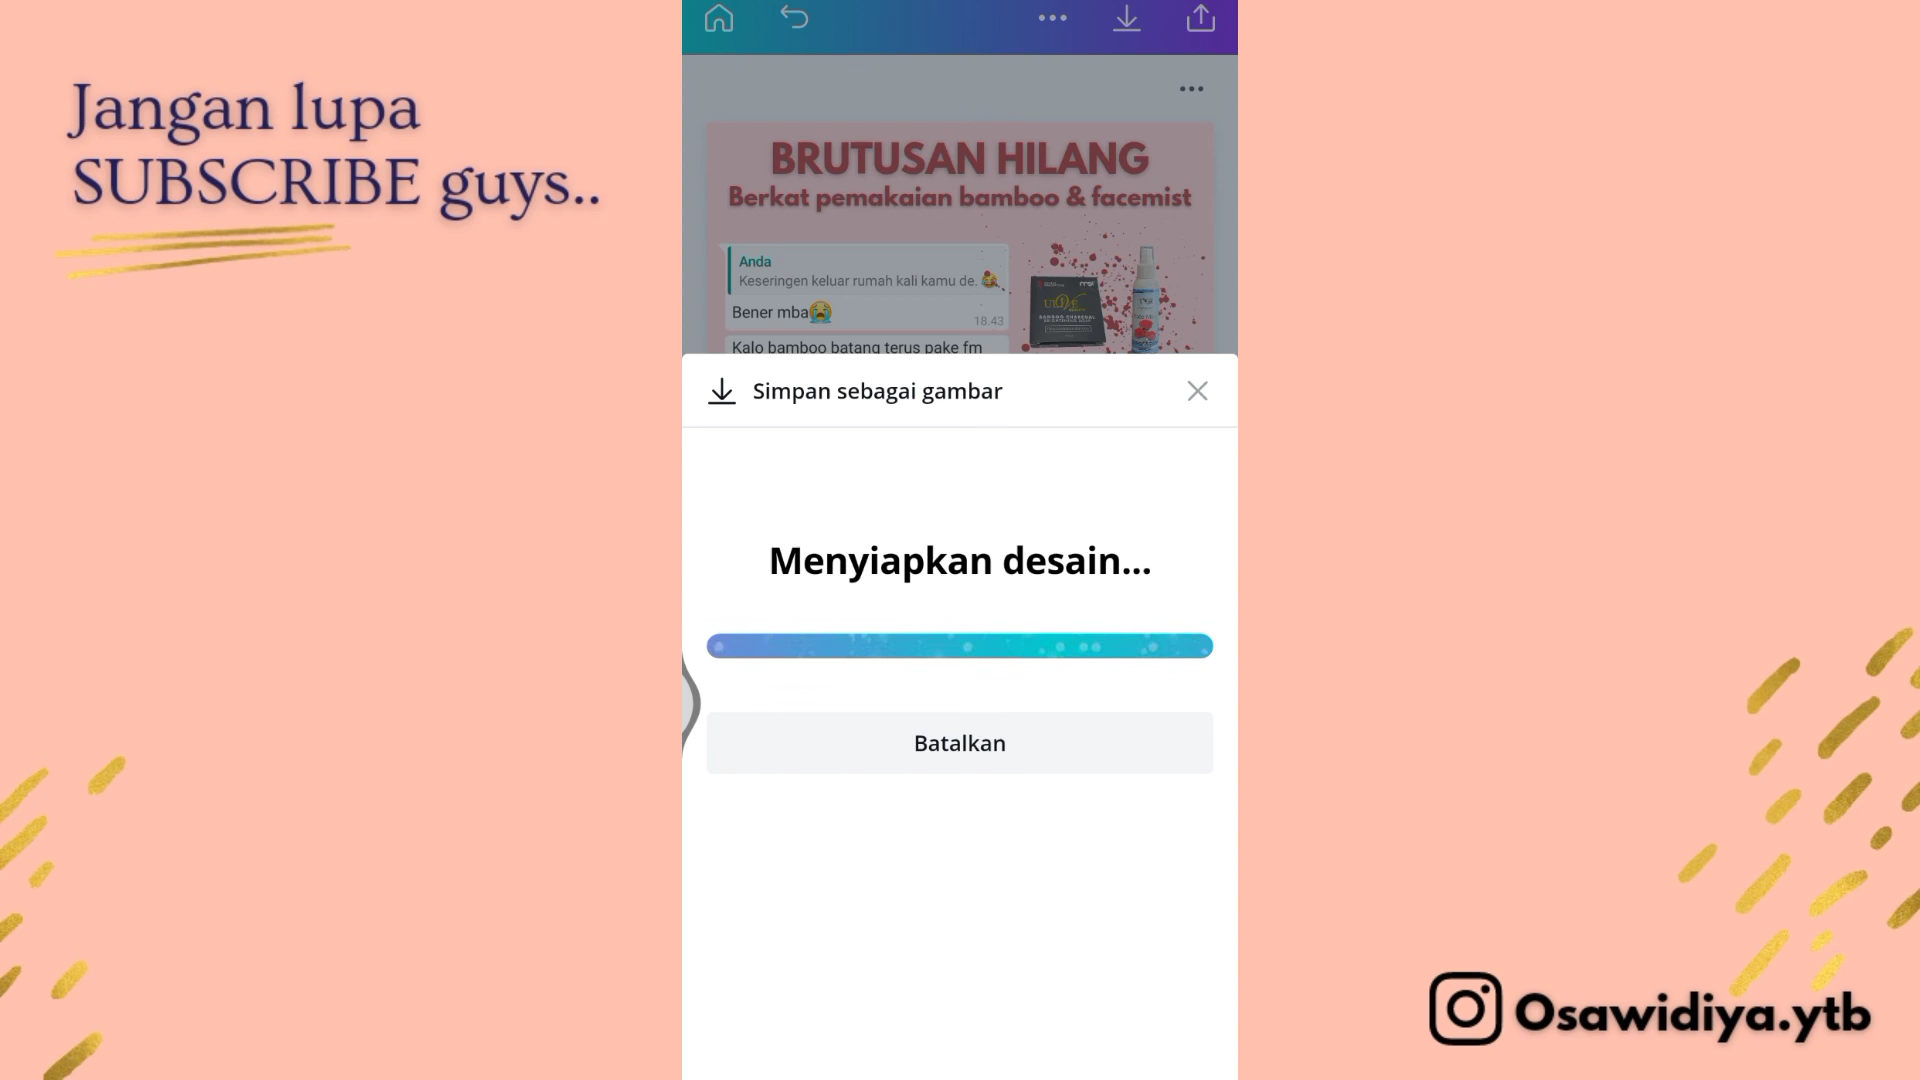 Jangan lupa
SUBSCRIBE guys..
BRUTUSAN HILANG
Berkat pemakaian bamboo & facemist
Anda
Keseringen keluar rumah kali kamu de.
Bener mba😭
18.43
Kalo bamboo batang terus pake fm
Simpan sebagai gambar
Menyiapkan desain...
Batalkan
Osawidiya.ytb